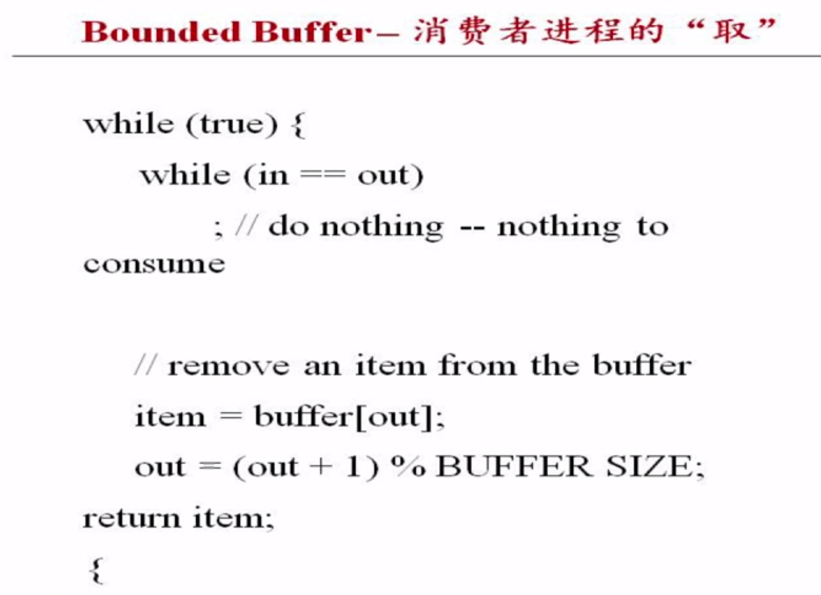 Bounded Buffer– 消费者进程的“取”
while (true) {
while (in == out)
; // do nothing -- nothing to
consume
// remove an item from the buffer
item = buffer[out];
out = (out + 1) % BUFFER SIZE;
return item;
{